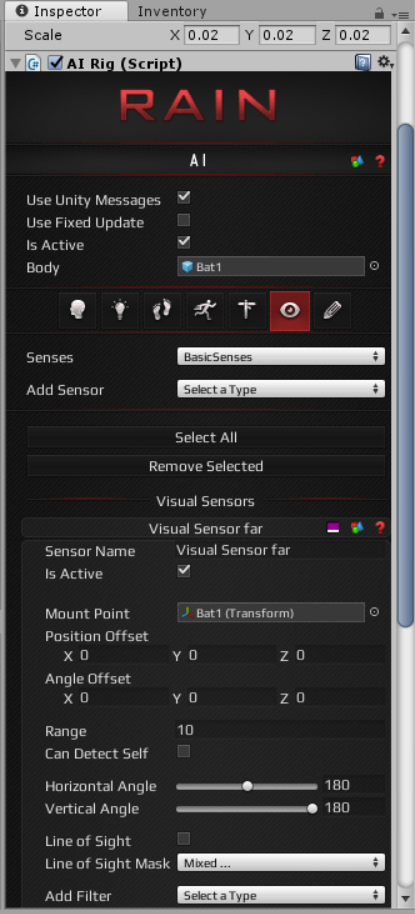 Inspector Inventory
Scale X 0.02 Y 0.02 Z 0.02
AI Rig (Script)
RAIN
AI
Use Unity Messages
Use Fixed Update
Is Active
Body Bat1
Senses BasicSenses
Add Sensor Select a Type
Select All
Remove Selected
Visual Sensors
Visual Sensor far
Sensor Name Visual Sensor far
Is Active
Mount Point Bat1 (Transform)
Position Offset
X 0 Y 0 Z 0
Angle Offset
X 0 Y 0 Z 0
Range 10
Can Detect Self
Horizontal Angle 180
Vertical Angle 180
Line of Sight
Line of Sight Mask Mixed ...
Add Filter Select a Type